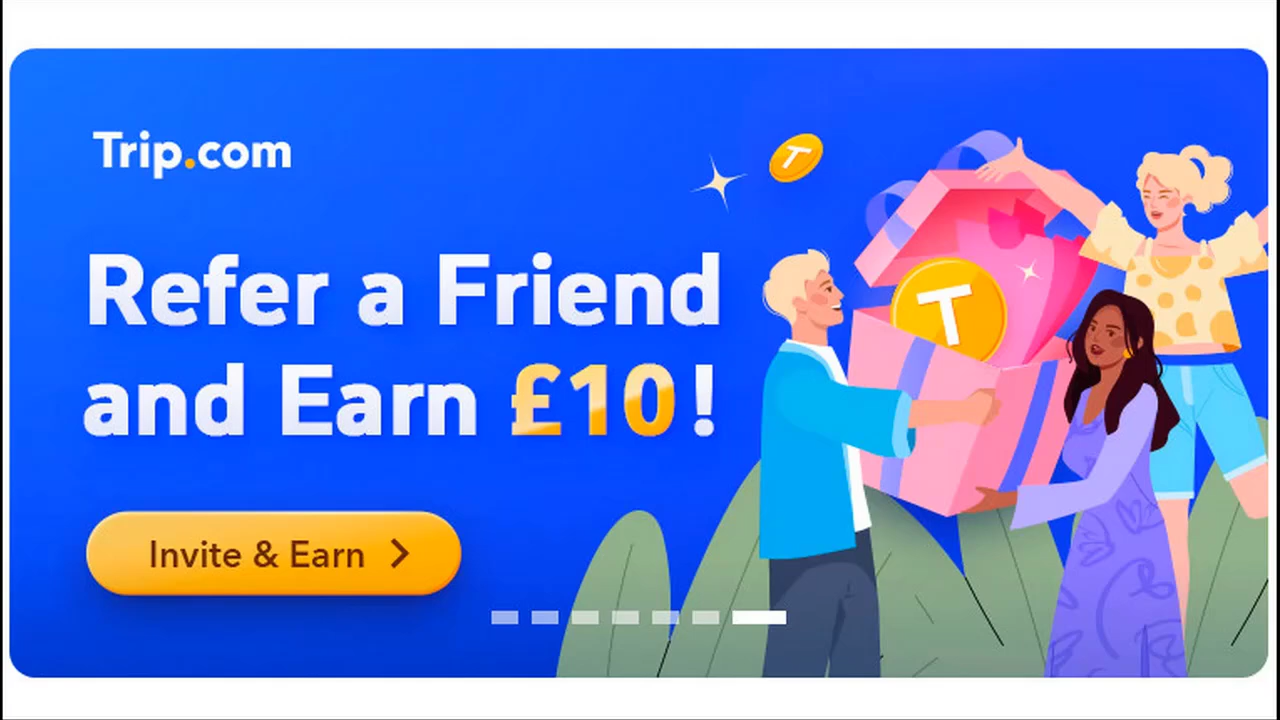 Trip.com
Refer a Friend
and Earn £10!
Invite & Earn
T
T